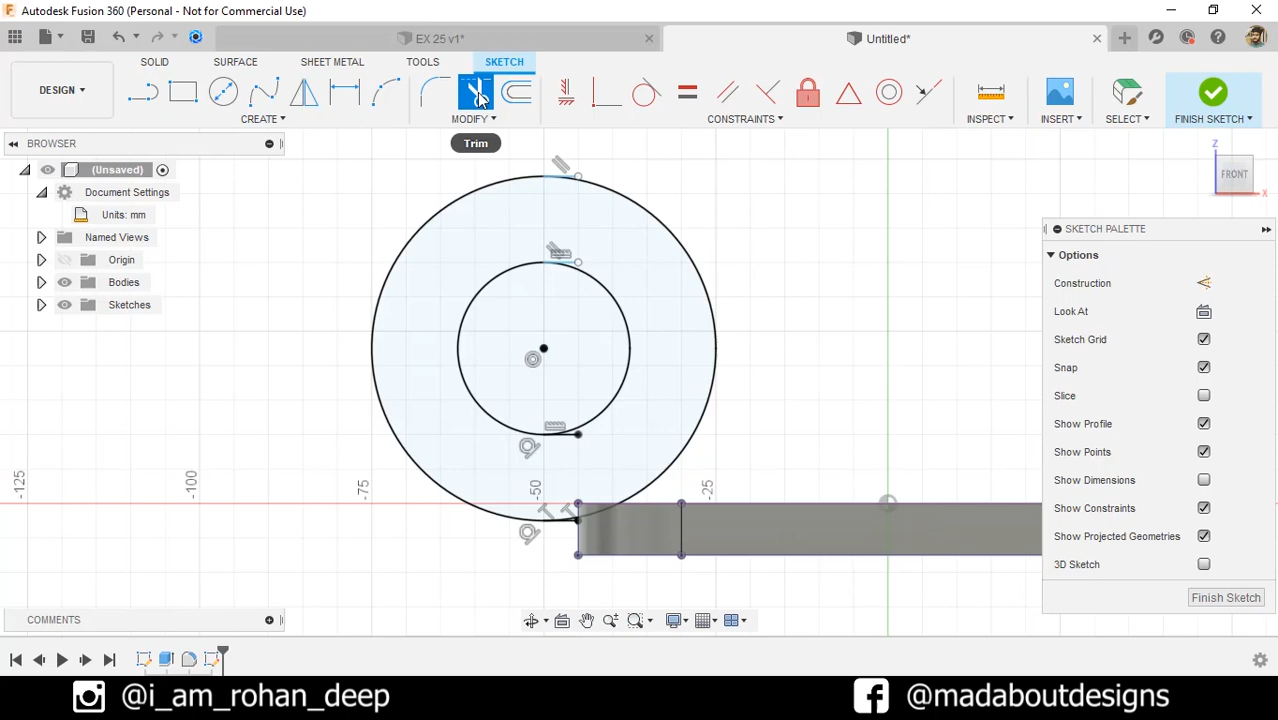 Autodesk Fusion 360 (Personal - Not for Commercial Use)
EX 25 v1*
Untitled*
SOLID
SURFACE
SHEET METAL
TOOLS
SKETCH
DESIGN
CREATE
MODIFY
CONSTRAINTS
INSPECT
INSERT
SELECT
FINISH SKETCH
Trim
BROWSER
(Unsaved)
Document Settings
Units: mm
Named Views
Origin
Bodies
Sketches
Z
FRONT
X
SKETCH PALETTE
Options
Construction
Look At
Sketch Grid
Snap
Slice
Show Profile
Show Points
Show Dimensions
Show Constraints
Show Projected Geometries
3D Sketch
Finish Sketch
-125
-100
-75
-50
-25
COMMENTS
@i_am_rohan_deep
@madaboutdesigns